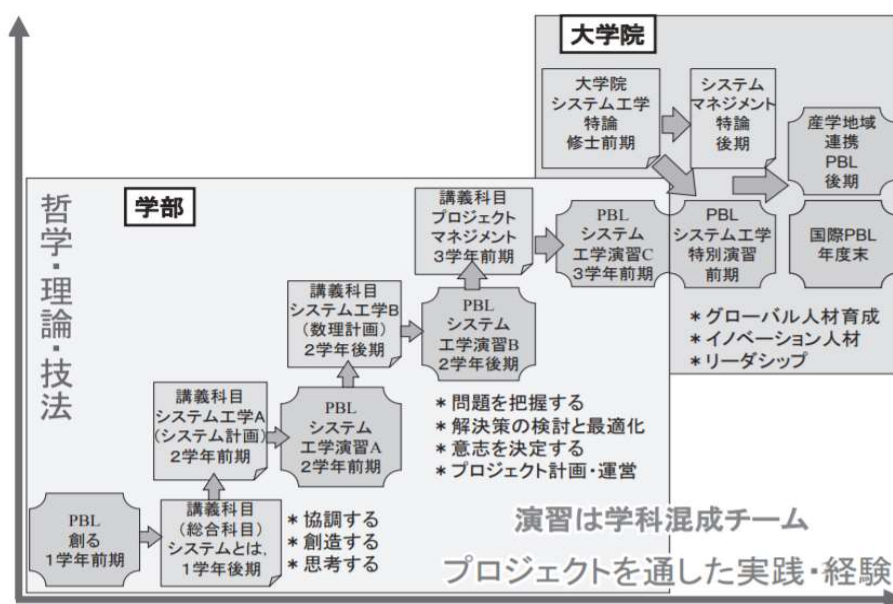 大学院
大学院
システム工学
特論
修士前期
システム
マネジメント
特論
後期
産学地域
連携
PBL
後期
哲学・理論・技法
学部
講義科目
プロジェクト
マネジメント
3学年前期
PBL
システム
工学演習C
3学年前期
PBL
システム工学
特別演習
前期
国際PBL
年度末
講義科目
システム工学B
(数理計画)
2学年後期
PBL
システム
工学演習B
2学年後期
*グローバル人材育成
*イノベーション人材
*リーダシップ
講義科目
システム工学A
(システム計画)
2学年前期
PBL
システム
工学演習A
2学年前期
*問題を把握する
*解決策の検討と最適化
*意志を決定する
*プロジェクト計画・運営
PBL
創る
1学年前期
講義科目
(総合科目)
システムとは,
1学年後期
*協調する
*創造する
*思考する
演習は学科混成チーム
プロジェクトを通した実践・経験